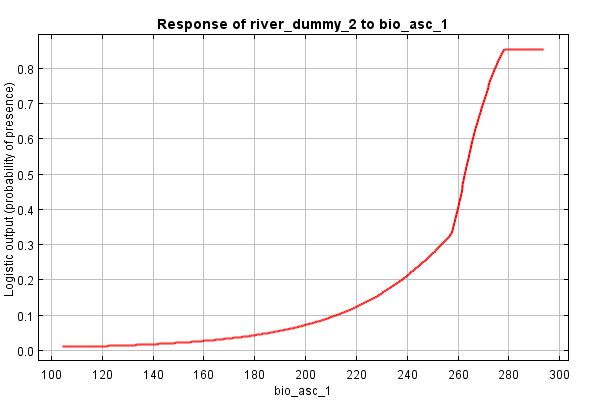 Response of river_dummy_2 to bio_asc_1
Logistic output (probability of presence)
0.8
0.7
0.6
0.5
0.4
0.3
0.2
0.1
0.0
100 120 140 160 180 200 220 240 260 280 300
bio_asc_1